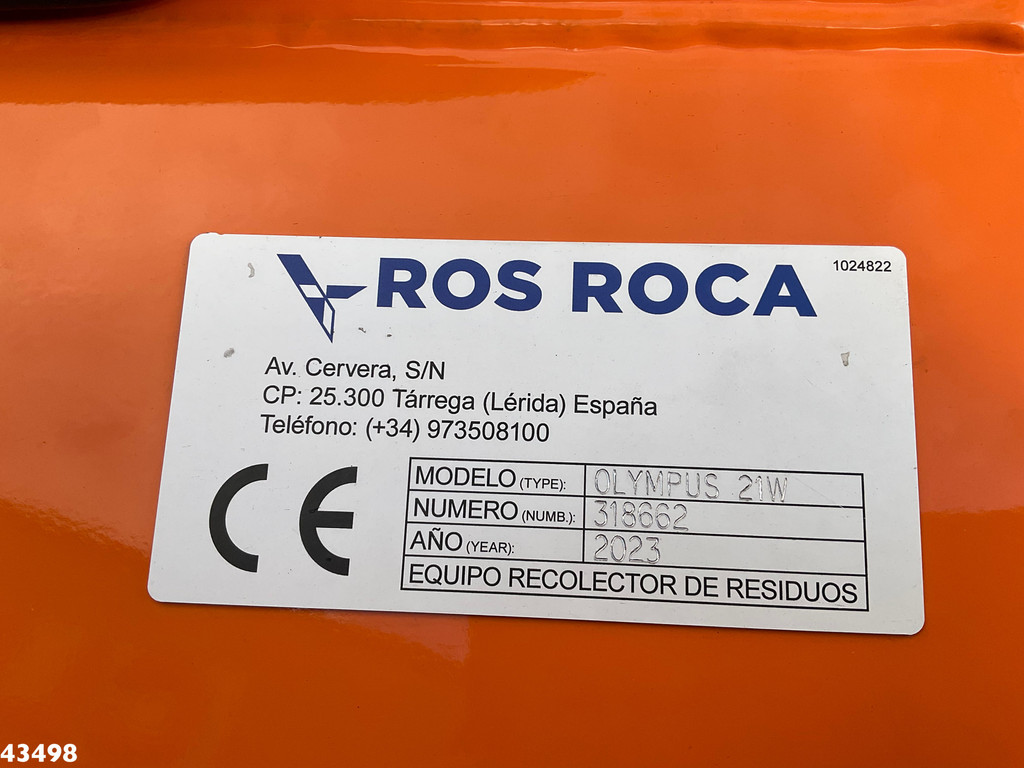 ROS ROCA
1024822
Av. Cervera, S/N
CP: 25.300 Tárrega (Lérida) España
Teléfono: (+34) 973508100
CE
MODELO (TYPE): OLYMPUS 21W
NUMERO (NUMB.): 318662
AÑO (YEAR): 2023
EQUIPO RECOLECTOR DE RESIDUOS
43498